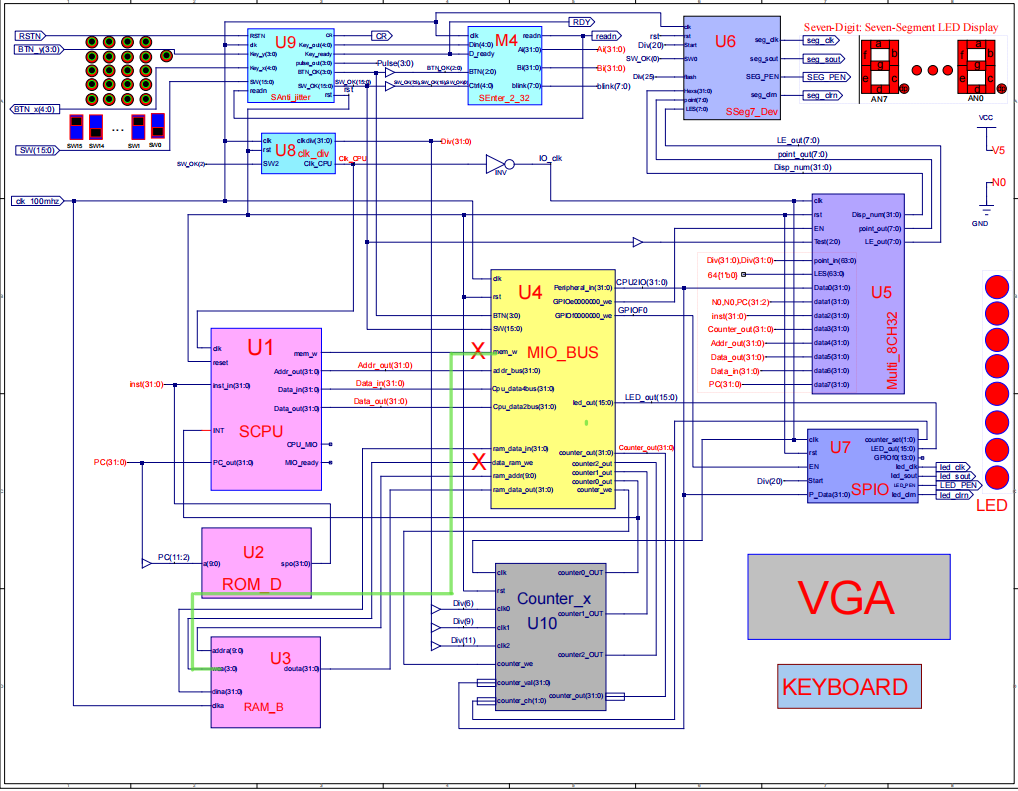 RSTN
BTN_y(3:0)
BTN_x(4:0)
SW15 SW14 ... SW1 SW0
SW(15:0)
clk_100mhz
RSTN
clk
Key_y(3:0)
Key_x(4:0)
SW(15:0)
readn
U9
CR
Key_out(4:0)
Key_ready
pulse_out(3:0)
BTN_OK(3:0)
SW_OK(15:0)
rst
SAnti_jitter
CR
Pulse(3:0)
SW_OK(15:0)
rst
BTN_OK(2:0)
clk
Din(4:0)
D_ready
BTN(2:0)
Ctrl(4:0)
M4
readn
Ai(31:0)
Bi(31:0)
blink(7:0)
SEnter_2_32
RDY
readn
Ai(31:0)
Bi(31:0)
blink(7:0)
rst
Div(20)
SW_OK(0)
Div(25)
clk
rst
Start
SW0
flash
Hexs(31:0)
point(7:0)
LES(7:0)
U6
seg_clk
seg_sout
SEG_PEN
seg_clrn
SSeg7_Dev
seg_clk
seg_sout
SEG_PEN
seg_clrn
Seven-Digit: Seven-Segment LED Display
a
f b
g
e c
d
AN7
a
f b
g
e c
d
AN0
VCC
V5
N0
GND
clk
rst
SW2
U8
clkdiv(31:0)
clk_div
Clk_CPU
SW_OK(2)
Clk_CPU
Div(31:0)
INV
IO_clk
LE_out(7:0)
point_out(7:0)
Disp_num(31:0)
clk
rst
EN
Test(2:0)
point_in(63:0)
LES(63:0)
Data0(31:0)
data1(31:0)
data2(31:0)
data3(31:0)
data4(31:0)
data5(31:0)
data6(31:0)
data7(31:0)
Disp_num(31:0)
point_out(7:0)
LE_out(7:0)
U5
Multi_8CH32
Div(31:0),Div(31:0)
N0,N0,PC(31:2)
inst(31:0)
Counter_out(31:0)
Addr_out(31:0)
Data_out(31:0)
Data_in(31:0)
PC(31:0)
clk
rst
BTN(3:0)
SW(15:0)
mem_w
addr_bus(31:0)
Cpu_data4bus(31:0)
Cpu_data2bus(31:0)
ram_data_in(31:0)
data_ram_we
ram_addr(9:0)
ram_data_out(31:0)
U4
MIO_BUS
Peripheral_in(31:0)
GPIOe0000000_we
GPIOf0000000_we
led_out(15:0)
counter_out(31:0)
counter2_out
counter1_out
counter0_out
counter_we
X
X
CPU2IO(31:0)
GPIOF0
LED_out(15:0)
Counter_out(31:0)
clk
reset
inst_in(31:0)
INT
PC_out(31:0)
U1
SCPU
mem_w
Addr_out(31:0)
Data_in(31:0)
Data_out(31:0)
CPU_MIO
MIO_ready
inst(31:0)
PC(31:0)
Addr_out(31:0)
Data_in(31:0)
Data_out(31:0)
clk
rst
EN
Start
P_Data(31:0)
U7
SPIO
counter_set(1:0)
LED_out(15:0)
GPIOf0(13:0)
led_clk
led_sout
LED_PEN
led_clrn
Div(20)
led_clk
led_sout
LED_PEN
led_clrn
LED
PC(11:2)
a(9:0)
U2
spo(31:0)
ROM_D
addra(9:0)
wea(3:0)
dina(31:0)
clka
U3
douta(31:0)
RAM_B
Div(6)
Div(9)
Div(11)
clk
rst
clk0
clk1
clk2
counter_we
counter_val(31:0)
counter_ch(1:0)
Counter_x
U10
counter0_OUT
counter1_OUT
counter2_OUT
counter_out(31:0)
VGA
KEYBOARD